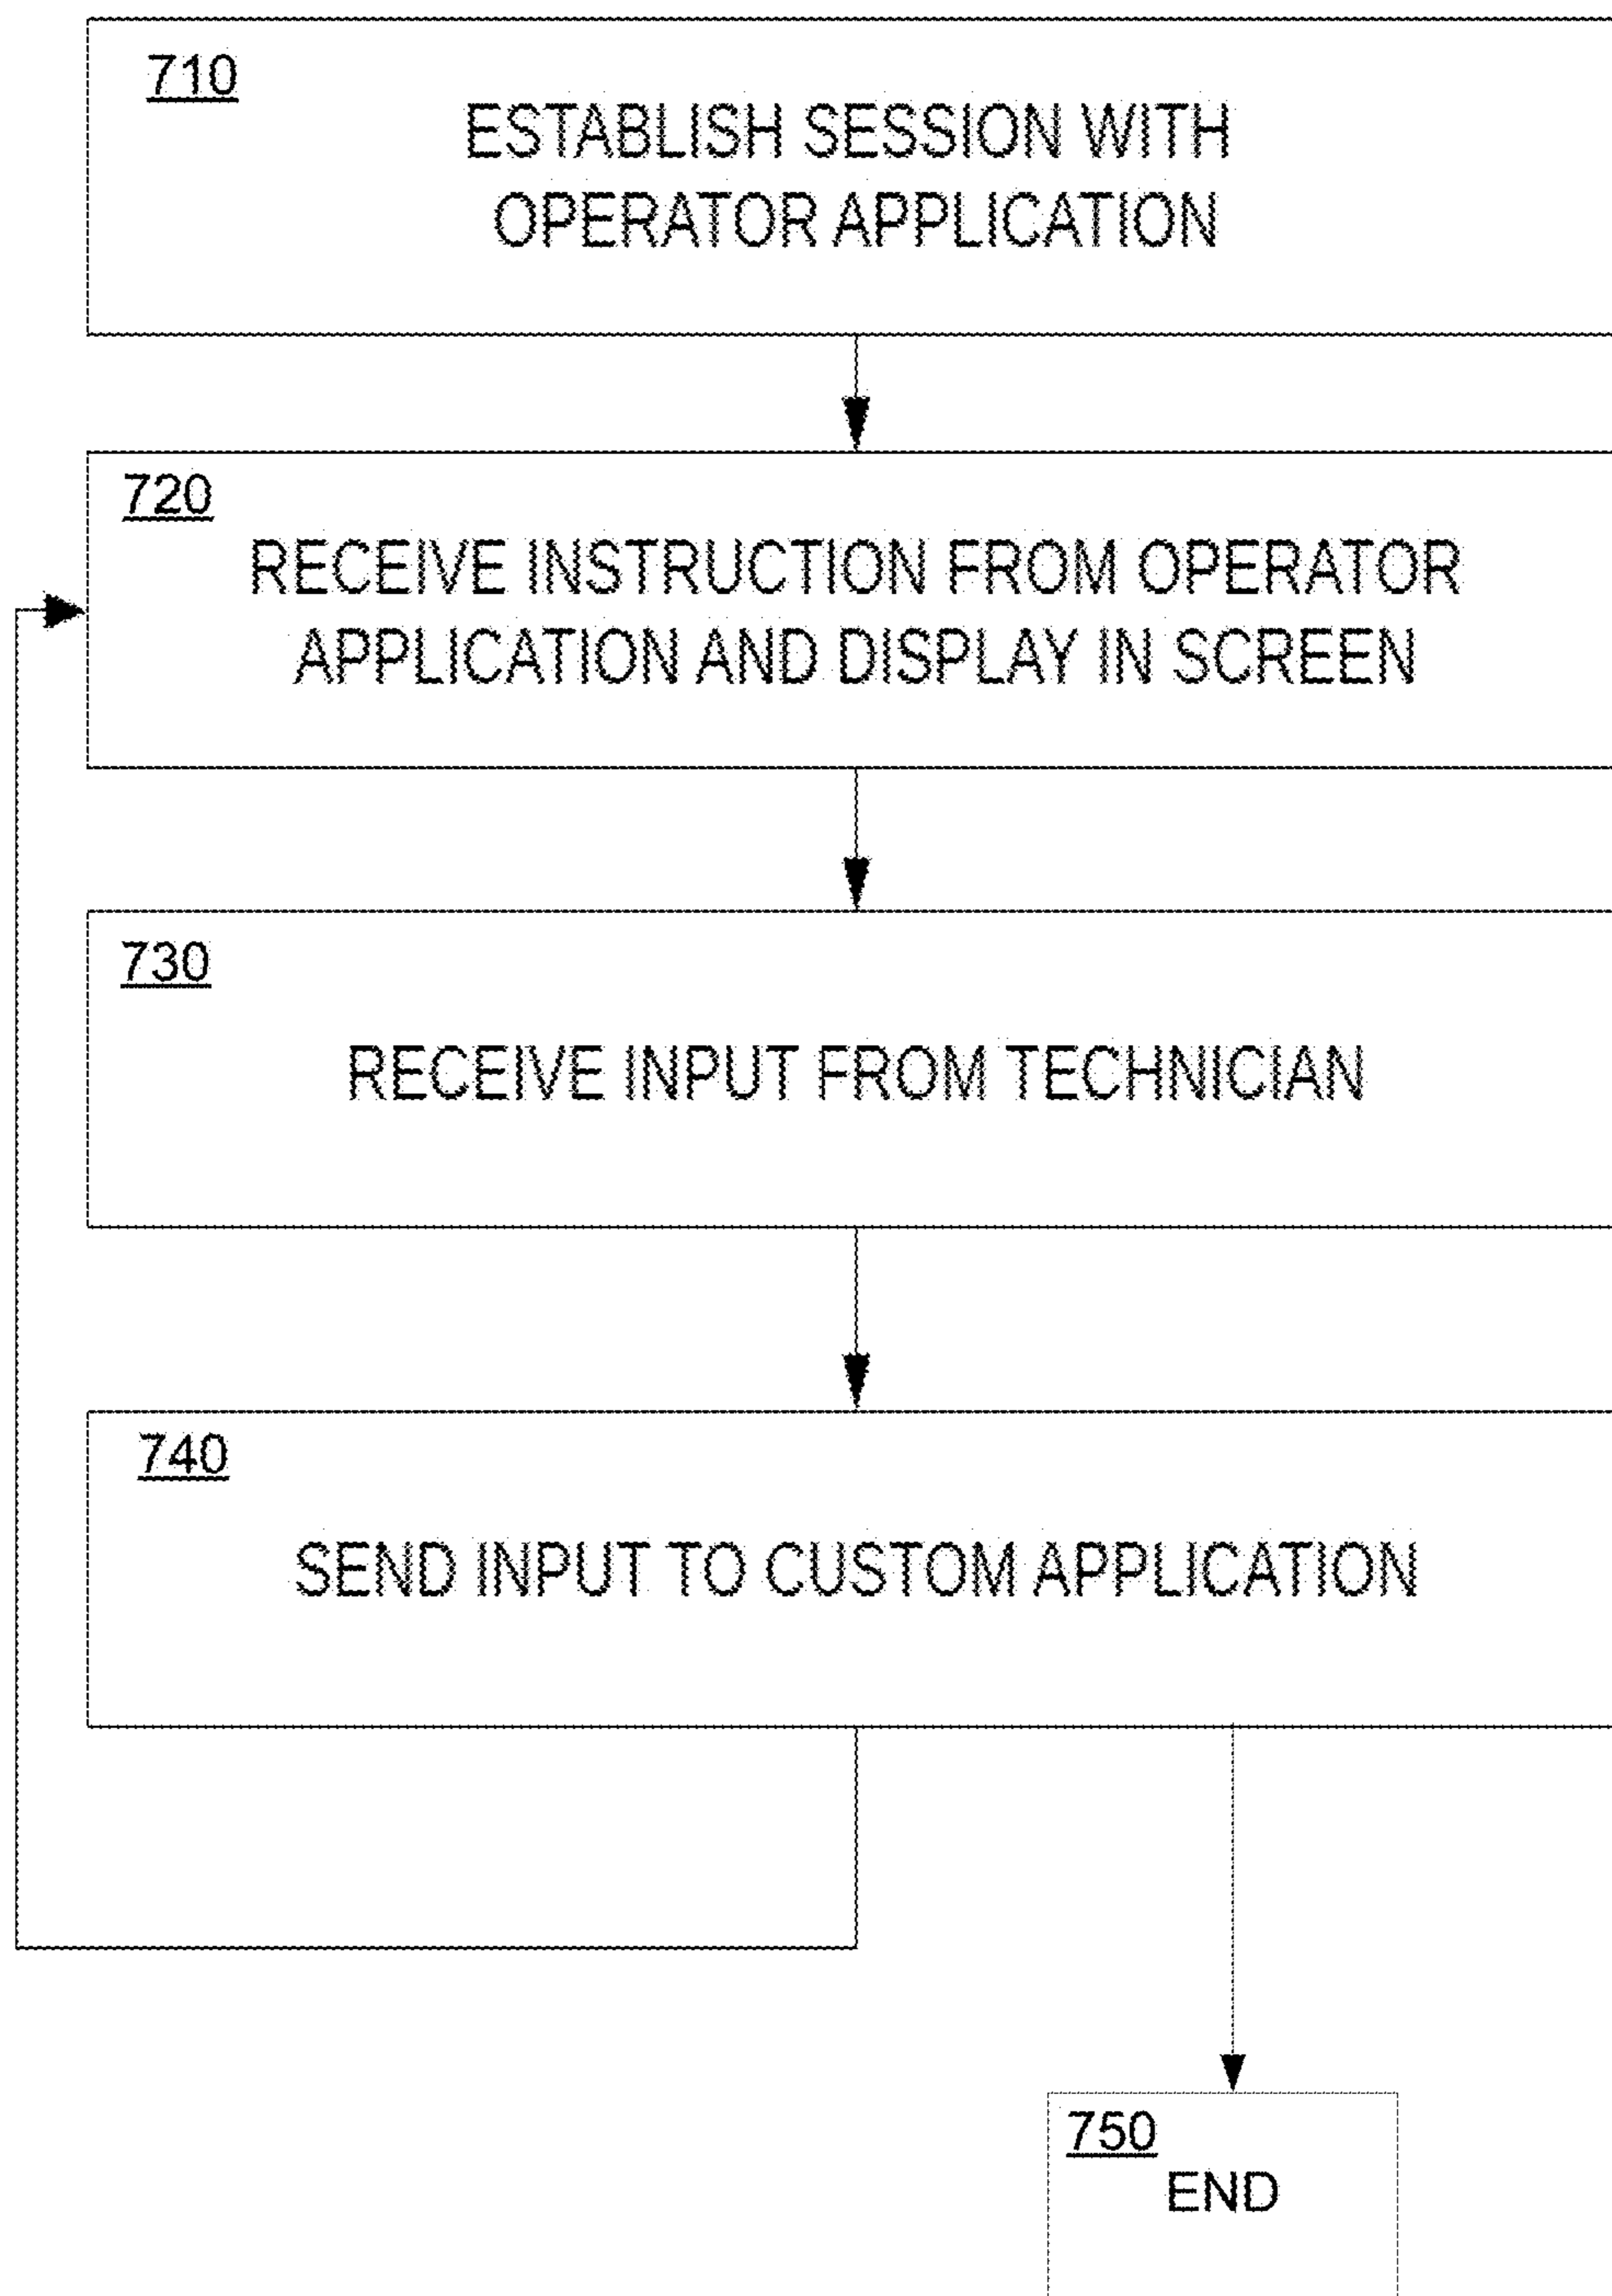 710
ESTABLISH SESSION WITH
OPERATOR APPLICATION
720
RECEIVE INSTRUCTION FROM OPERATOR
APPLICATION AND DISPLAY IN SCREEN
730
RECEIVE INPUT FROM TECHNICIAN
740
SEND INPUT TO CUSTOM APPLICATION
750
END